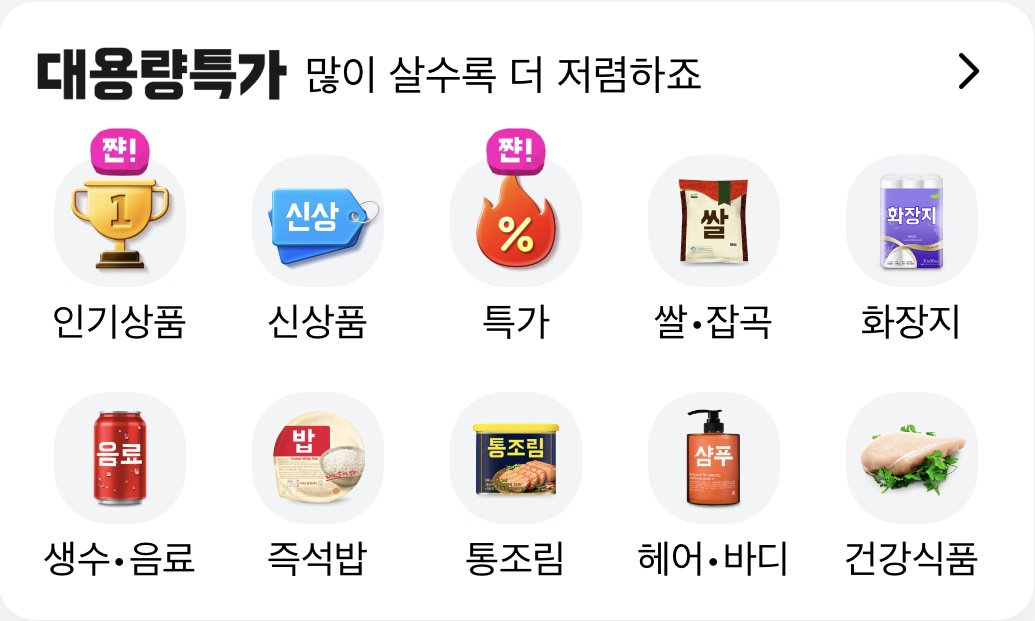 대용량특가 많이 살수록 더 저렴하죠
쨘!
쨘!
1
신상
%
쌀
화장지
인기상품 신상품 특가 쌀•잡곡 화장지
음료
밥
통조림
샴푸
생수•음료 즉석밥 통조림 헤어•바디 건강식품